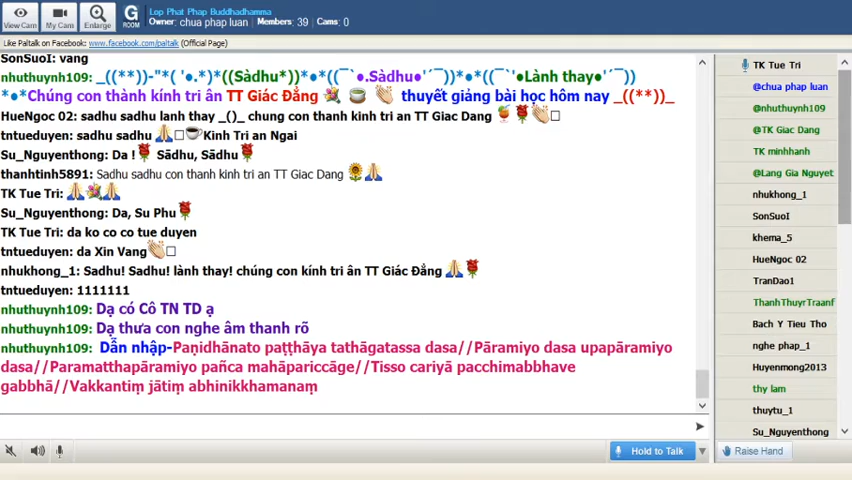 View Cam
My Cam
Enlarge
G
ROOM
Lop Phat Phap Buddhadhamma
Owner: chua phap luan Members: 39 Cams: 0
Like Paltalk on Facebook: www.facebook.com/paltalk (Official Page)
SonSuoI: vang
nhuthuynh109: _((**))-"*( '●.*)*((Sàdhu*))*●*((¯`●.Sàdhu●'´¯)*●*((¯`'●Lành thay●'´¯))
*●*Chúng con thành kính tri ân TT Giác Đẳng 💐 🍵 👏 thuyết giảng bài học hôm nay _((**))_
HueNgoc 02: sadhu sadhu lanh thay _()_ chung con thanh kinh tri an TT Giac Dang 🍹🌹👏□
tntueduyen: sadhu sadhu 🙏□☕Kinh Tri an Ngai
Su_Nguyenthong: Da !🌹 Sādhu, Sādhu🌹
thanhtinh5891: Sadhu sadhu con thanh kinh tri an TT Giac Dang 🌻🙏
TK Tue Tri: 🙏💐🙏
Su_Nguyenthong: Da, Su Phu🌹
TK Tue Tri: da ko co co tue duyen
tntueduyen: da Xin Vang👏□
nhukhong_1: Sadhu! Sadhu! lành thay! chúng con kính tri ân TT Giác Đẳng 🙏🌹
tntueduyen: 1111111
nhuthuynh109: Dạ có Cô TN TD ạ
nhuthuynh109: Dạ thưa con nghe âm thanh rõ
nhuthuynh109: Dẫn nhập-Paṇidhānato paṭṭhāya tathāgatassa dasa//Pāramiyo dasa upapāramiyo
dasa//Paramatthapāramiyo pañca mahāpariccāge//Tisso cariyā pacchimabbhave
gabbhā//Vakkantiṃ jātiṃ abhinikkhamanaṃ
Hold to Talk
Raise Hand
TK Tue Tri
@chua phap luan
@nhuthuynh109
@TK Giac Dang
TK minhhanh
@Lang Gia Nguyet
nhukhong_1
SonSuoI
khema_5
HueNgoc 02
TranDao1
ThanhThuyrTraanf
Bach Y Tieu Tho
nghe phap_1
Huyenmong2013
thy lam
thuytu_1
Su_Nguyenthong